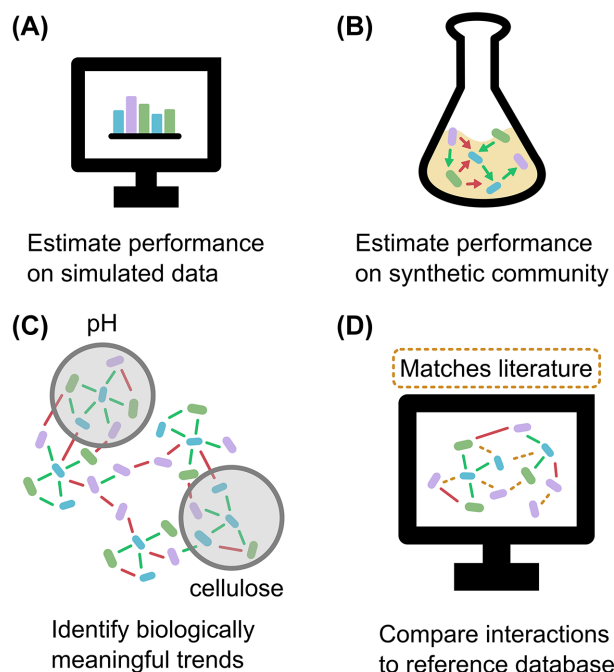 (A)
Estimate performance
on simulated data
(B)
Estimate performance
on synthetic community
(C)
pH
cellulose
Identify biologically
meaningful trends
(D)
Matches literature
Compare interactions
to reference database